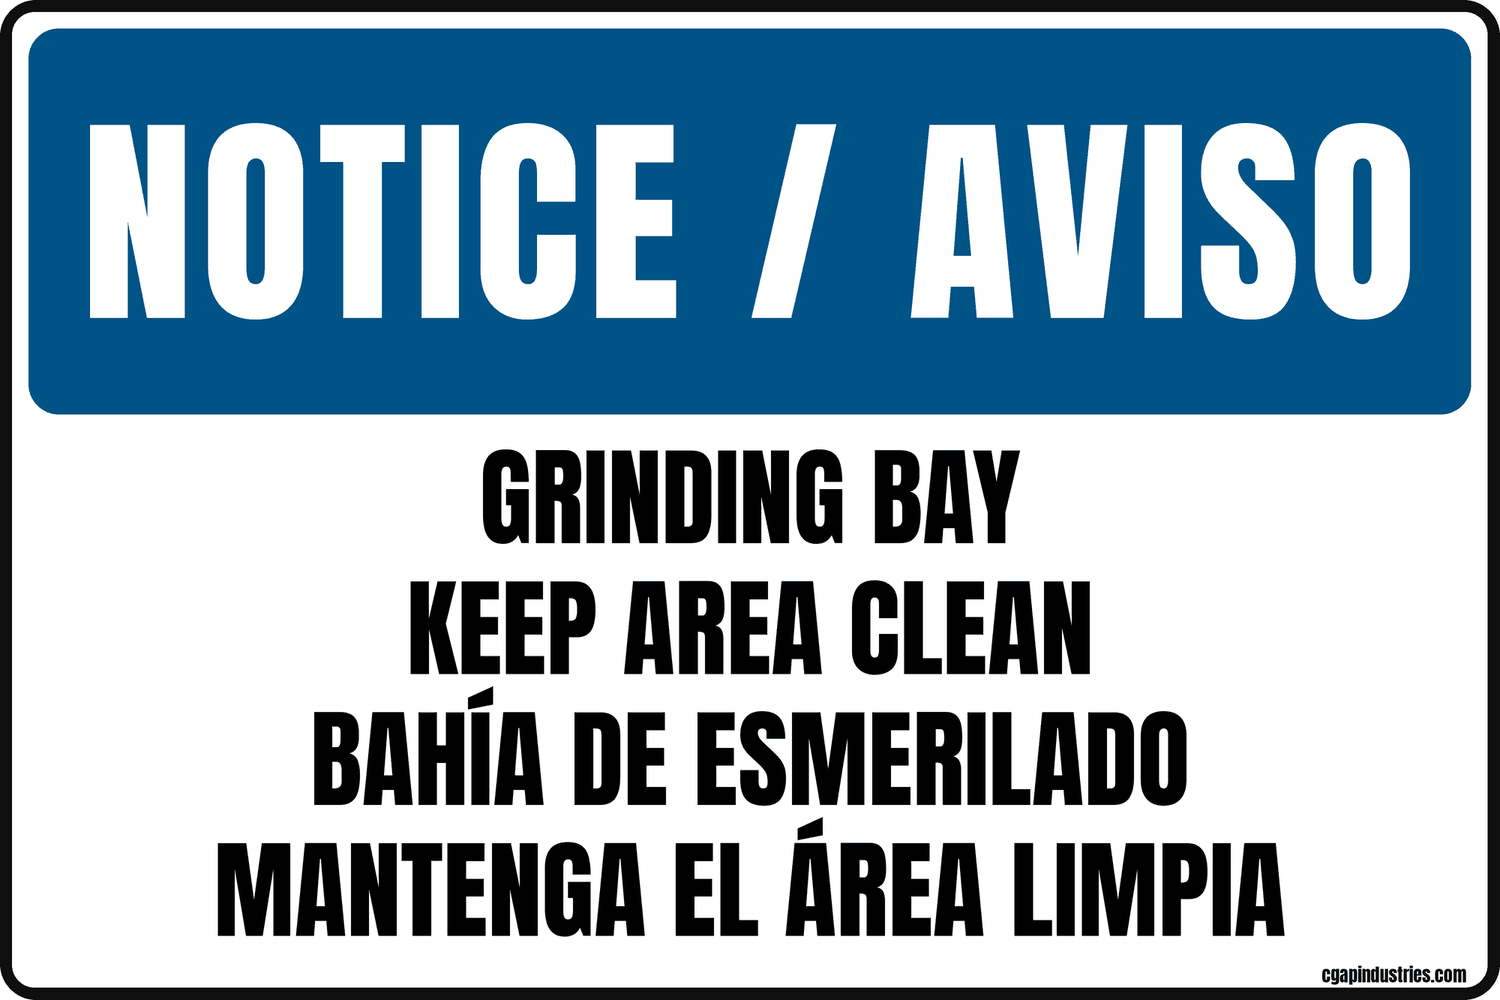 NOTICE / AVISO
GRINDING BAY
KEEP AREA CLEAN
BAHÍA DE ESMERILADO
MANTENGA EL ÁREA LIMPIA
cgapindustries.com